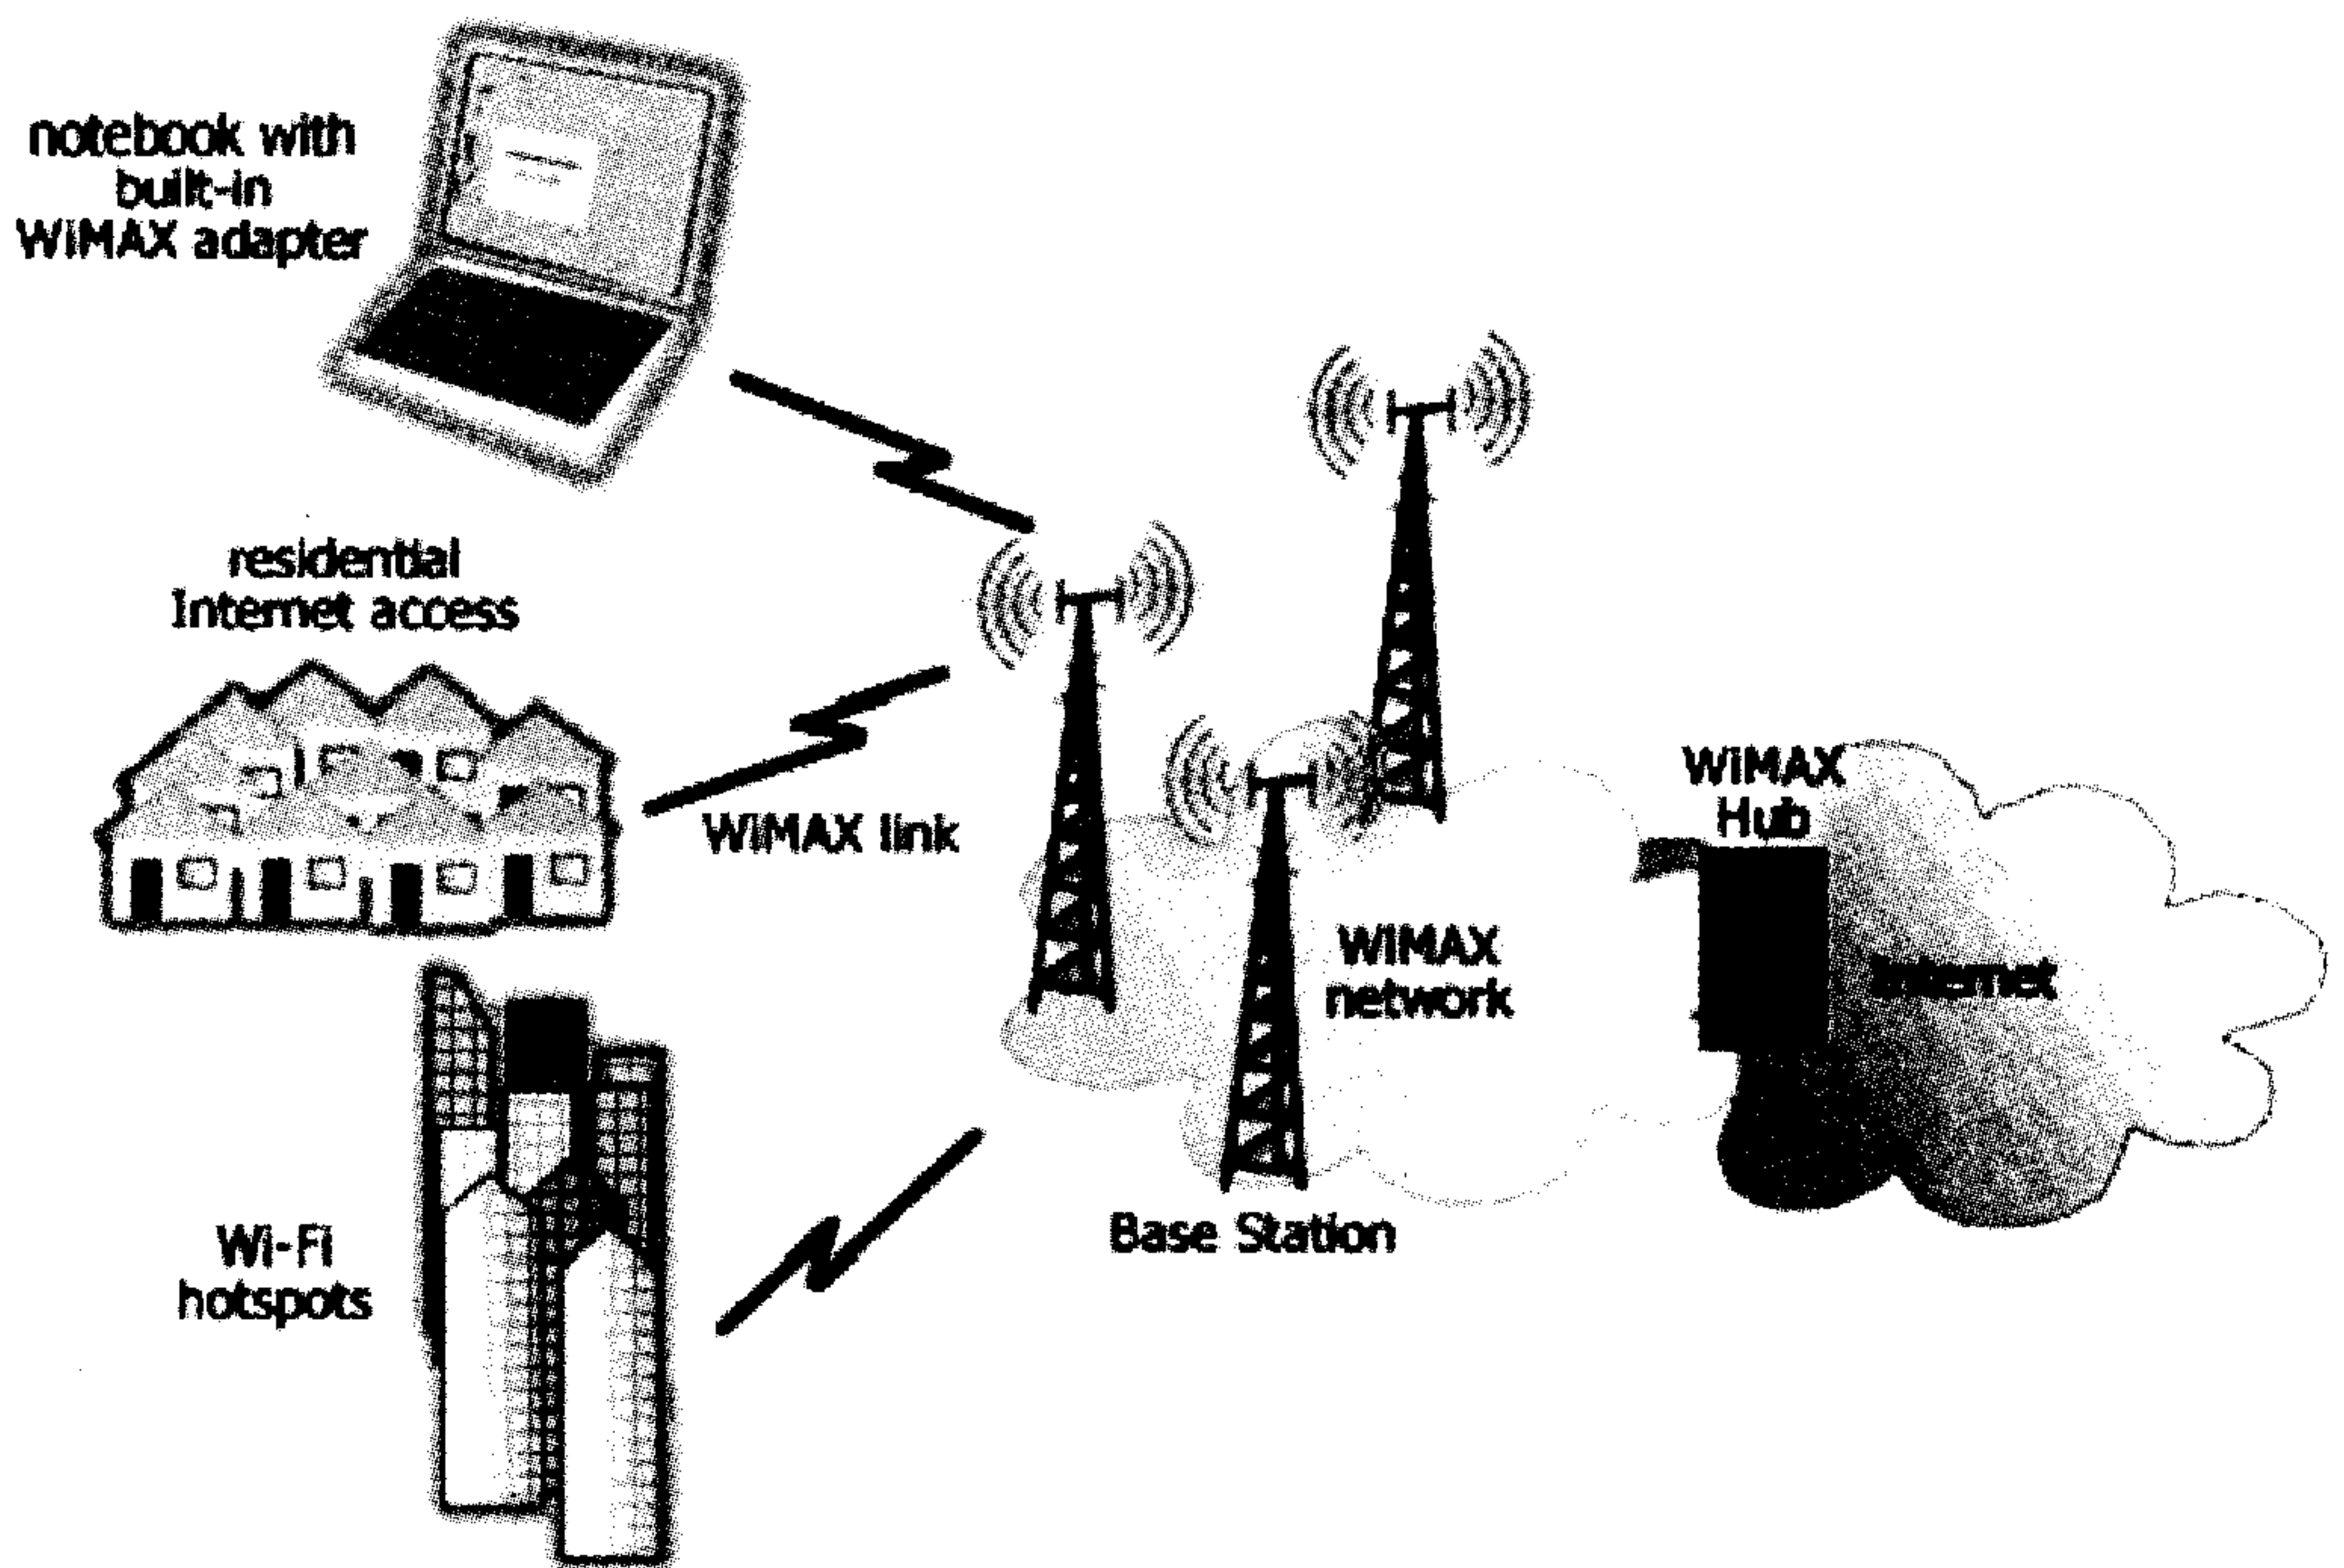 notebook with
built-in
WiMAX adapter
residential
Internet access
WiMAX link
WiMAX
Hub
WiMAX
network
Internet
Base Station
Wi-Fi
hotspots